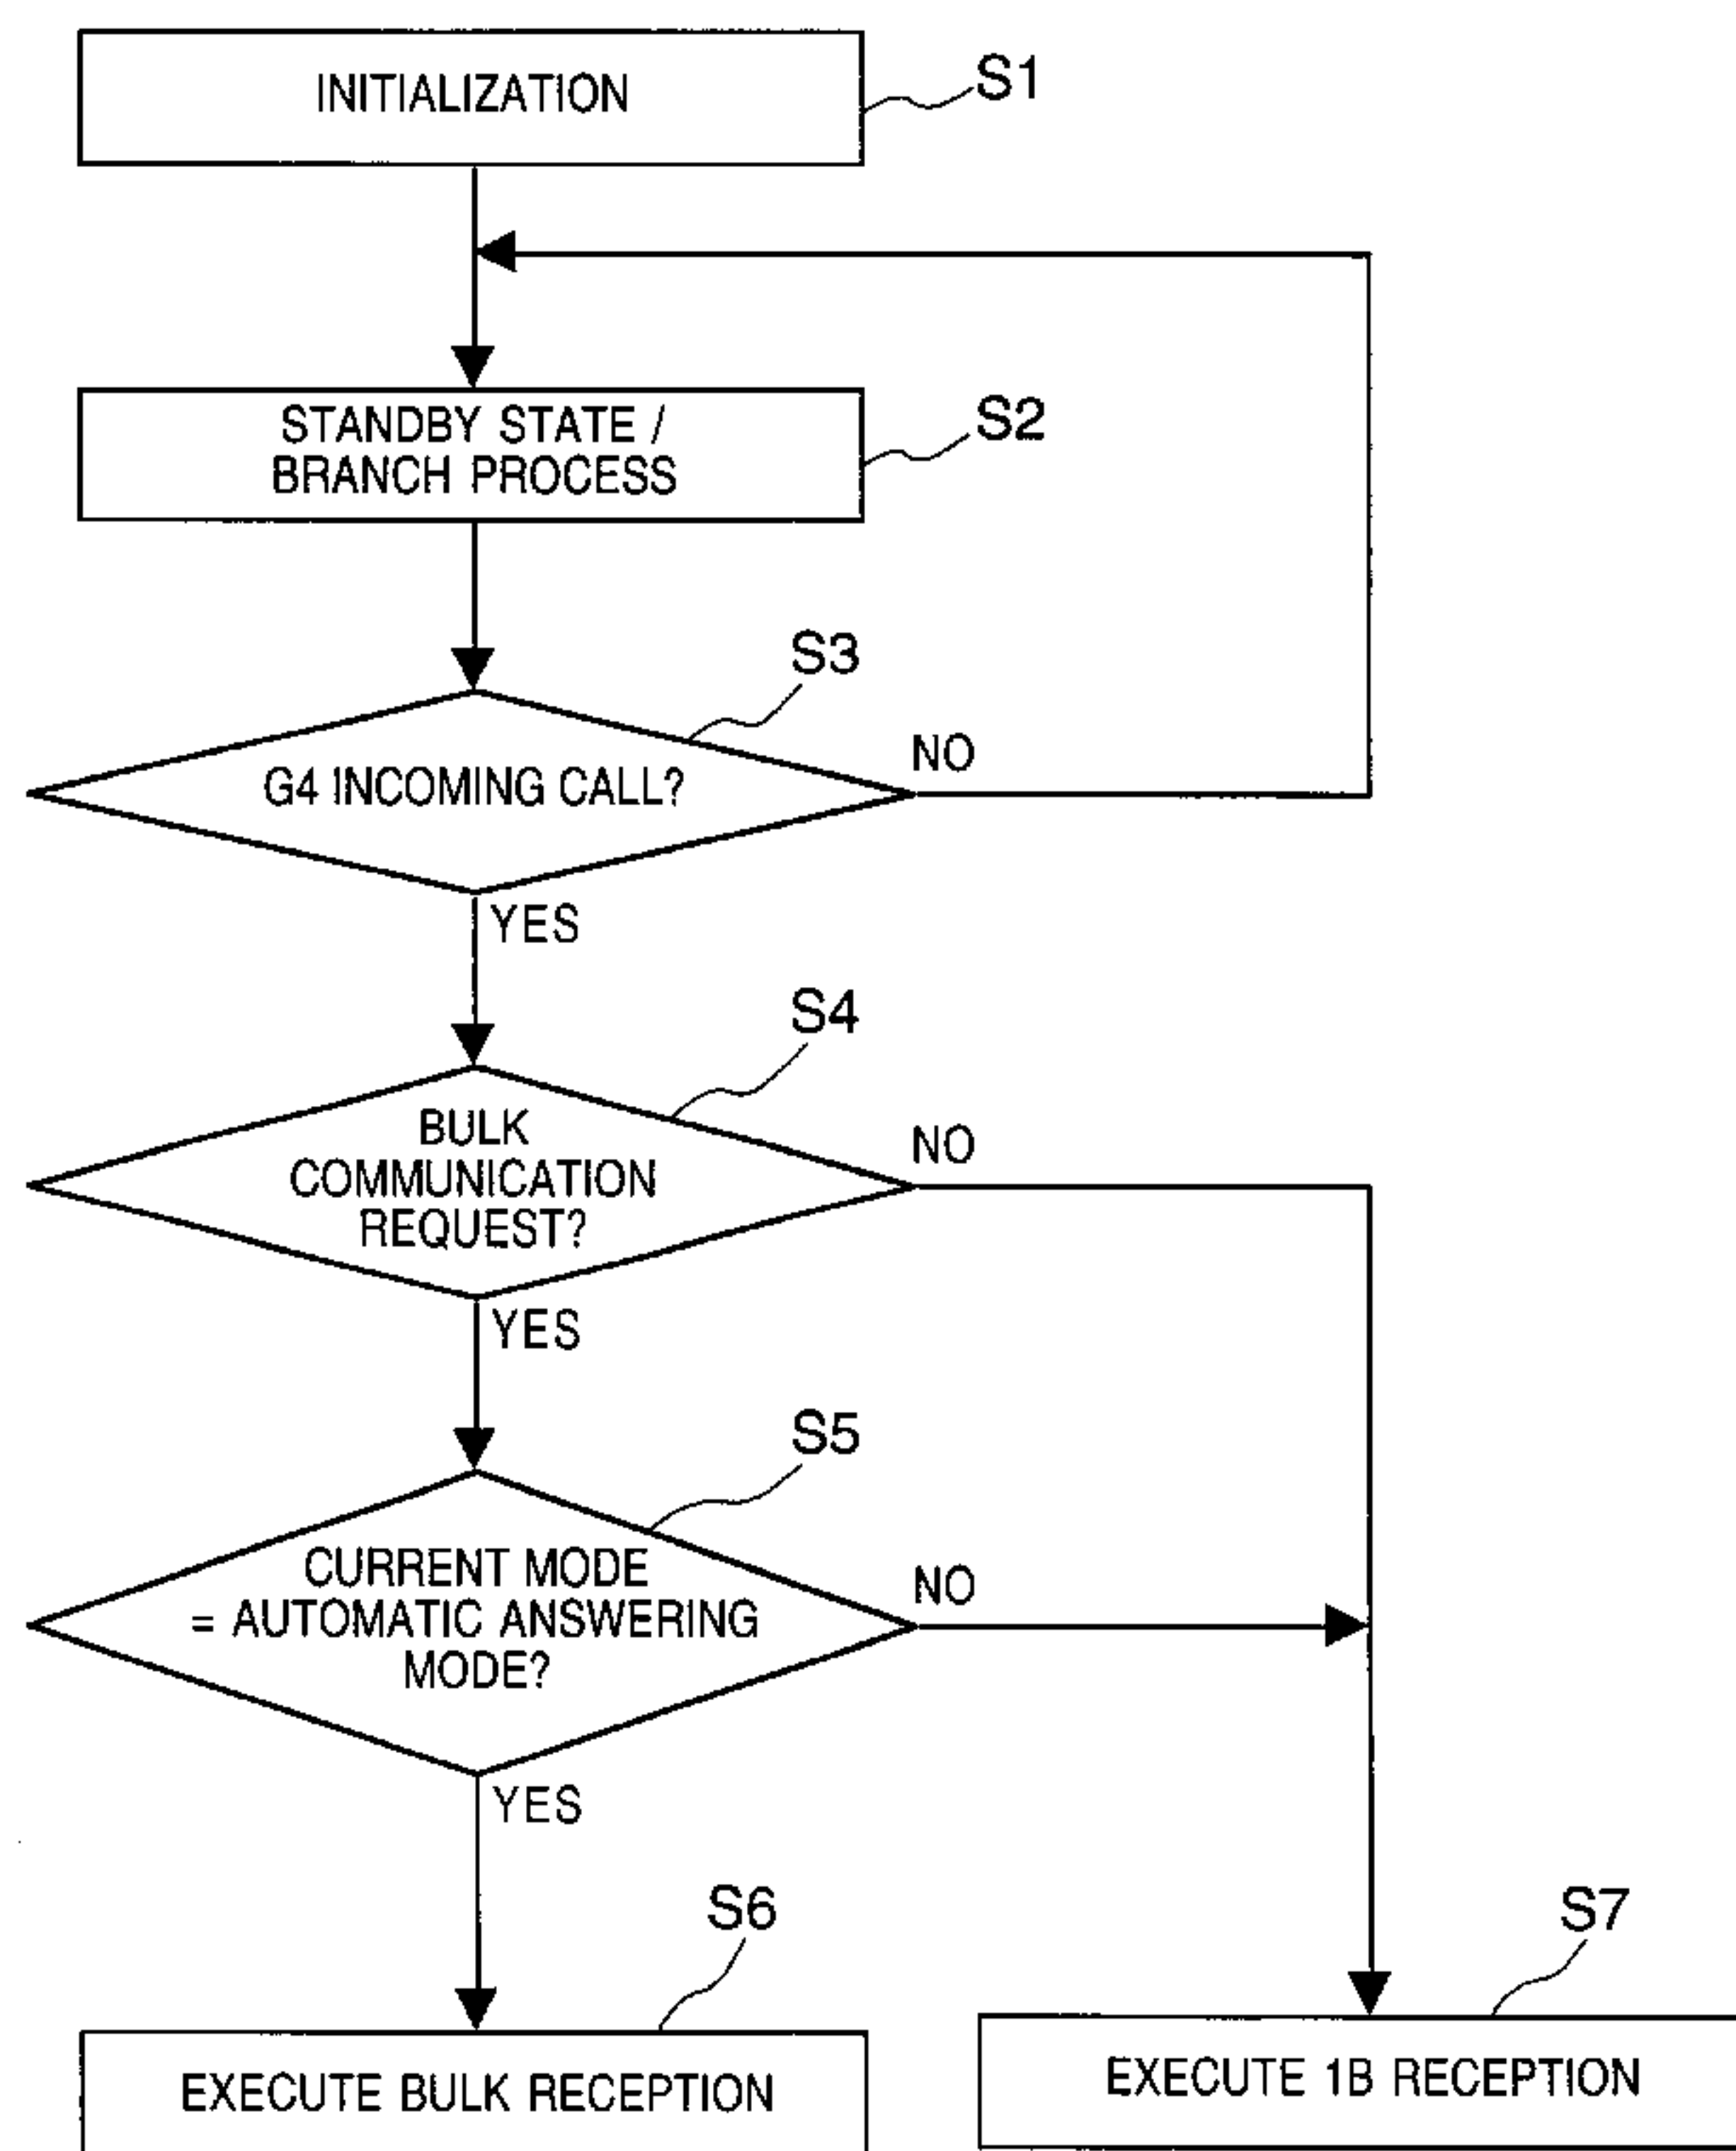 INITIALIZATION
S1
STANDBY STATE /
BRANCH PROCESS
S2
S3
G4 INCOMING CALL?
NO
YES
S4
BULK
COMMUNICATION
REQUEST?
NO
YES
S5
CURRENT MODE
= AUTOMATIC ANSWERING
MODE?
NO
YES
S6
EXECUTE BULK RECEPTION
S7
EXECUTE 1B RECEPTION